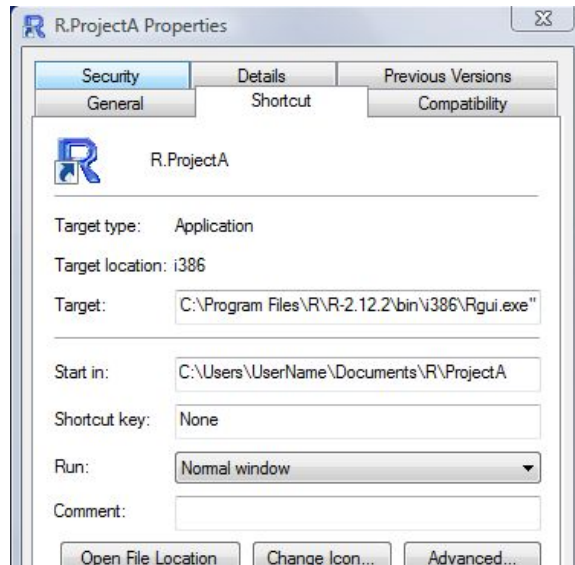 R.ProjectA Properties
Security Details Previous Versions
General Shortcut Compatibility
R.ProjectA
Target type: Application
Target location: i386
Target: C:\Program Files\R\R-2.12.2\bin\i386\Rgui.exe"
Start in: C:\Users\UserName\Documents\R\ProjectA
Shortcut key: None
Run: Normal window
Comment:
Open File Location Change Icon... Advanced...